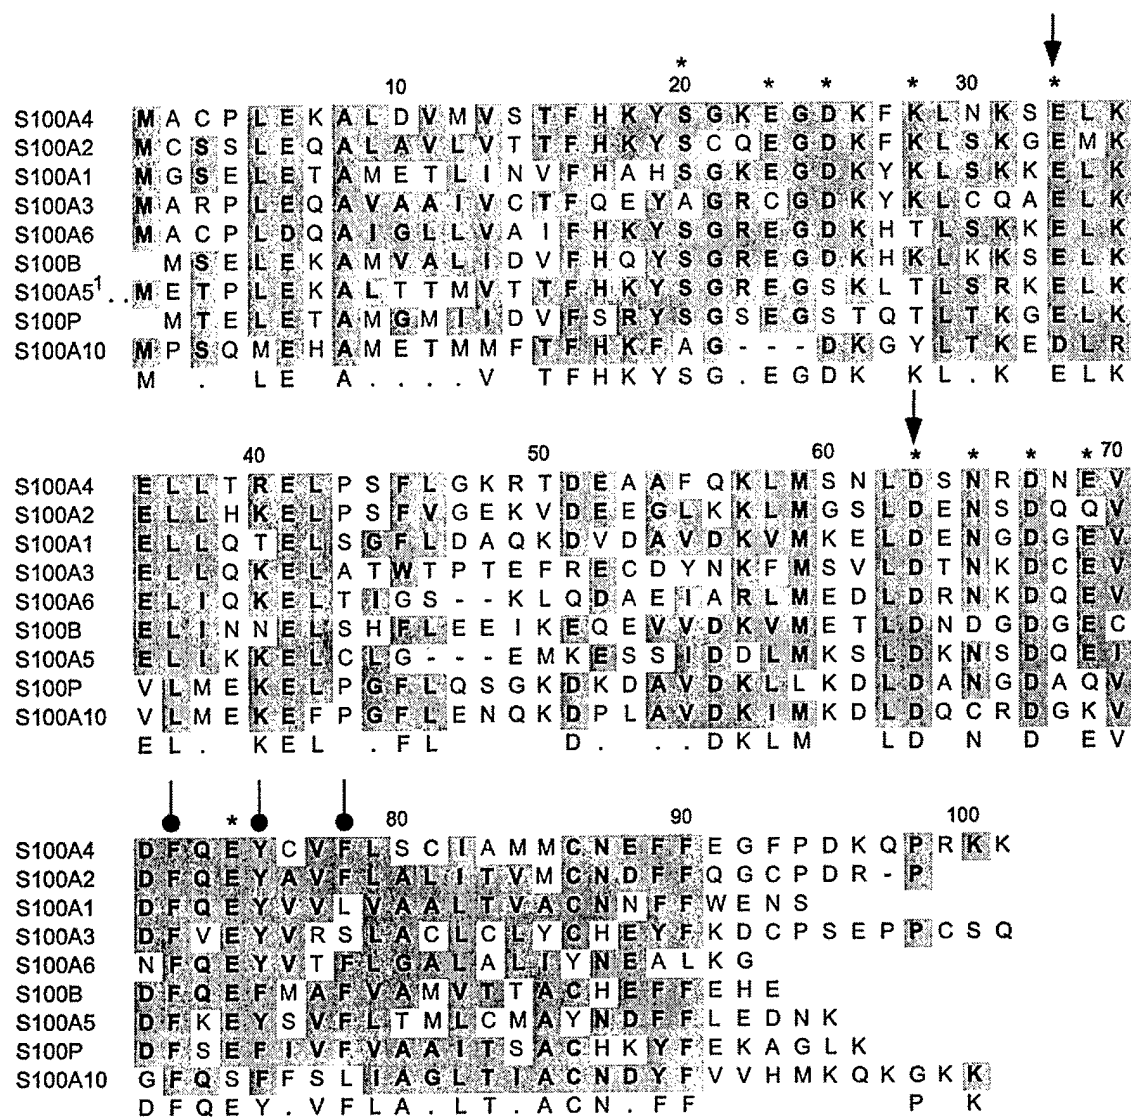 *
10 20 * * * 30 *
S100A4 M A C P L E K A L D V M V S T F H K Y S G K E G D K F K L N K S E L K
S100A2 M C S S L E Q A L A V L V T T F H K Y S C Q E G D K F K L S K G E M K
S100A1 M G S E L E T A M E T L I N V F H A H S G K E G D K Y K L S K K E L K
S100A3 M A R P L E Q A V A A I V C T F Q E Y A G R C G D K Y K L C Q A E L K
S100A6 M A C P L D Q A I G L L V A I F H K Y S G R E G D K H T L S K K E L K
S100B M S E L E K A M V A L I D V F H Q Y S G R E G D K H K L K K S E L K
S100A5¹ . . M E T P L E K A L T T M V T T F H K Y S G R E G S K L T L S R K E L K
S100P M T E L E T A M G M I I D V F S R Y S G S E G S T Q T L T K G E L K
S100A10 M P S Q M E H A M E T M M F T F H K F A G - - - D K G Y L T K E D L R
M . L E A . . . . V T F H K Y S G . E G D K K L . K E L K
40 50 60 * * * * 70
S100A4 E L L T R E L P S F L G K R T D E A A F Q K L M S N L D S N R D N E V
S100A2 E L L H K E L P S F V G E K V D E E G L K K L M G S L D E N S D Q Q V
S100A1 E L L Q T E L S G F L D A Q K D V D A V D K V M K E L D E N G D G E V
S100A3 E L L Q K E L A T W T P T E F R E C D Y N K F M S V L D T N K D C E V
S100A6 E L I Q K E L T I G S - - K L Q D A E I A R L M E D L D R N K D Q E V
S100B E L I N N E L S H F L E E I K E Q E V V D K V M E T L D N D G D G E C
S100A5 E L I K K E L C L G - - - E M K E S S I D D L M K S L D K N S D Q E I
S100P V L M E K E L P G F L Q S G K D K D A V D K L L K D L D A N G D A Q V
S100A10 V L M E K E F P G F L E N Q K D P L A V D K I M K D L D Q C R D G K V
E L . K E L . F L D . . . D K L M L D N D E V
* 80 90 100
S100A4 D F Q E Y C V F L S C I A M M C N E F F E G F P D K Q P R K K
S100A2 D F Q E Y A V F L A L I T V M C N D F F Q G C P D R - P
S100A1 D F Q E Y V V L V A A L T V A C N N F F W E N S
S100A3 D F V E Y V R S L A C L C L Y C H E Y F K D C P S E P P C S Q
S100A6 N F Q E Y V T F L G A L A L I Y N E A L K G
S100B D F Q E F M A F V A M V T T A C H E F F E H E
S100A5 D F K E Y S V F L T M L C M A Y N D F F L E D N K
S100P D F S E F I V F V A A I T S A C H K Y F E K A G L K
S100A10 G F Q S F F S L I A G L T I A C N D Y F V V H M K Q K G K K
D F Q E Y . V F L A . L T . A C N . F F P K